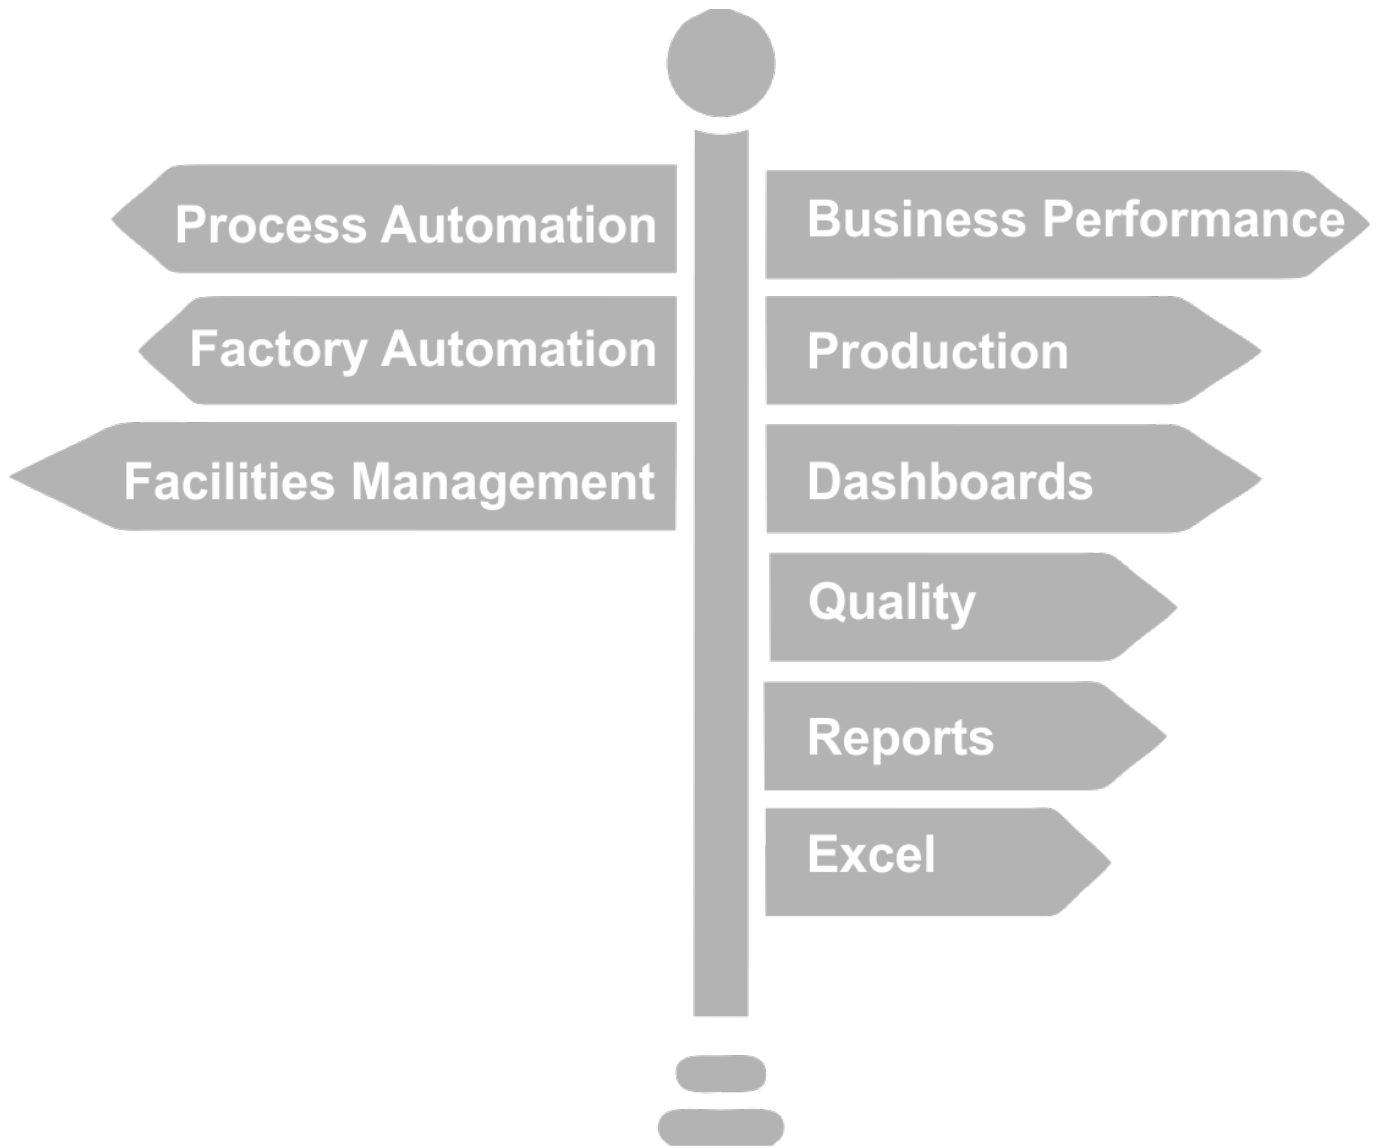 Process Automation
Factory Automation
Facilities Management
Business Performance
Production
Dashboards
Quality
Reports
Excel